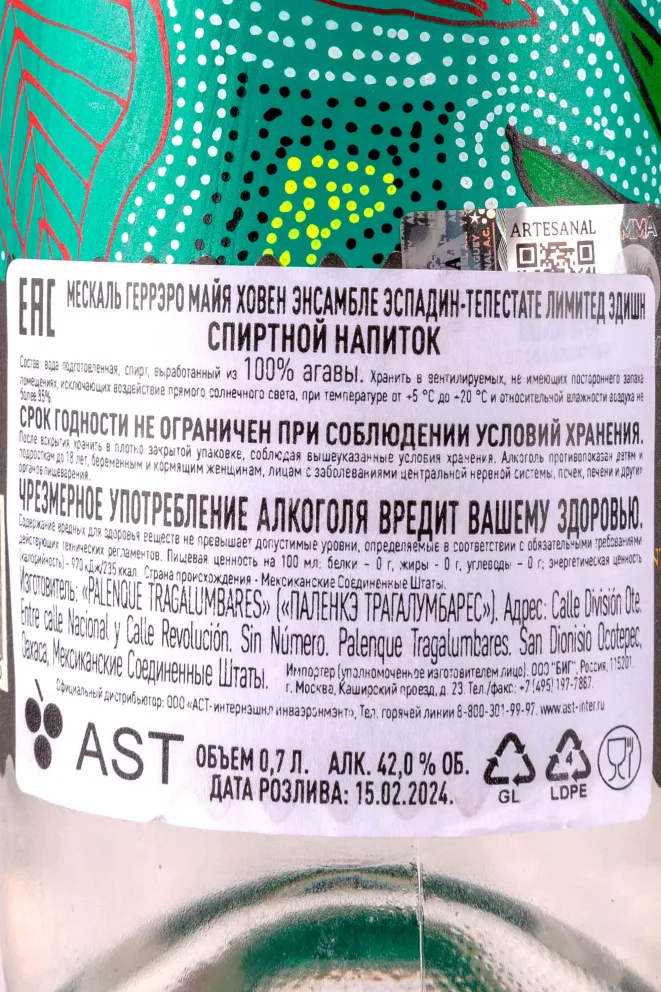 ARTESANAL
EAC
МЕСКАЛЬ ГЕРРЭРО МАЙЯ ХОВЕН ЭНСАМБЛЕ ЭСПАДИН-ТЕПЕСТАТЕ ЛИМИТЕД ЭДИШН
СПИРТНОЙ НАПИТОК
Состав: вода подготовленная, спирт, выработанный из 100% агавы. Хранить в вентилируемых, не имеющих постороннего запаха
помещениях, исключающих воздействие прямого солнечного света, при температуре от +5 °C до +20 °C и относительной влажности воздуха не
более 85%.
СРОК ГОДНОСТИ НЕ ОГРАНИЧЕН ПРИ СОБЛЮДЕНИИ УСЛОВИЙ ХРАНЕНИЯ.
После вскрытия хранить в плотно закрытой упаковке, соблюдая вышеуказанные условия хранения. Алкоголь противопоказан детям и
подросткам до 18 лет, беременным и кормящим женщинам, лицам с заболеваниями центральной нервной системы, почек, печени и других
органов пищеварения.
ЧРЕЗМЕРНОЕ УПОТРЕБЛЕНИЕ АЛКОГОЛЯ ВРЕДИТ ВАШЕМУ ЗДОРОВЬЮ.
Содержание вредных для здоровья веществ не превышает допустимые уровни, определяемые в соответствии с обязательными требованиями
действующих технических регламентов. Пищевая ценность на 100 мл: белки - 0 г, жиры - 0 г, углеводы - 0 г; энергетическая ценность
(калорийность) - 970 кДж/235 ккал. Страна происхождения - Мексиканские Соединенные Штаты.
Изготовитель: «PALENQUE TRAGALUMBARES» («ПАЛЕНКЭ ТРАГАЛУМБАРЕС»). Адрес: Calle División Ote.
Entre calle Nacional y Calle Revolución. Sin Número. Palenque Tragalumbares. San Dionisio Ocotepec,
Оахаса, Мексиканские Соединенные Штаты. Импортер (уполномоченное изготовителем лицо): ООО "БИГ", Россия, 115201,
г. Москва, Каширский проезд, д. 23. Тел./факс: +7(495) 197-7867.
Официальный дистрибьютор: ООО «АСТ-интернэшнл инваэронмэнт», Тел. горячей линии 8-800-301-99-97. www.ast-inter.ru
AST
ОБЪЕМ 0,7 Л. АЛК. 42,0 % ОБ.
ДАТА РОЗЛИВА: 15.02.2024.
GL
4
LDPE